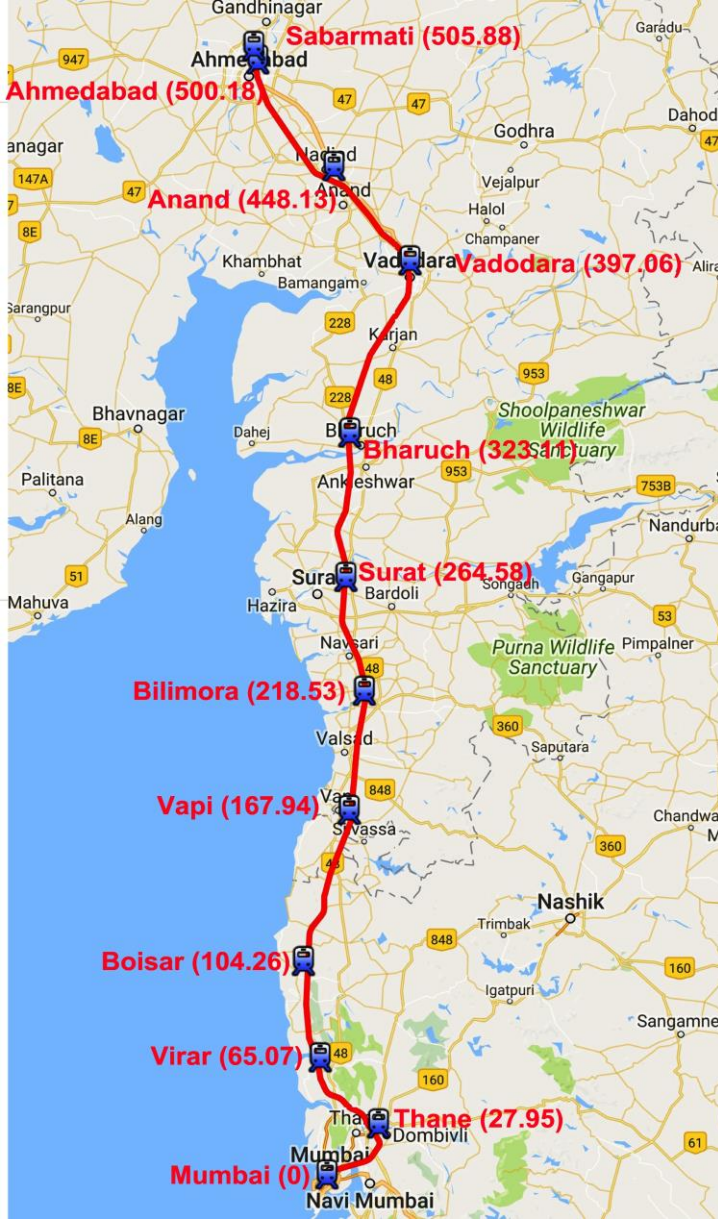 Gandhinagar
Garadu
Sabarmati (505.88)
947
Ahmedabad
Ahmedabad (500.18)
47
47
Dahod
Godhra
47
anagar
Nadiad
147A
Vejalpur
47
Anand
Anand (448.13)
Halol
8E
Champaner
Khambhat
Vadodara
Vadodara (397.06)
Alira
Bamangam
Sarangpur
228
Karjan
953
48
8E
228
Bhavnagar
Shoolpaneshwar
Wildlife
Sanctuary
8E
Dahej
Bharuch
Bharuch (323.11)
953
Ankleshwar
Palitana
753B
Alang
Nandurba
51
Surat
Surat (264.58)
Songadh
Gangapur
Mahuva
Hazira
Bardoli
53
Navsari
Purna Wildlife
Sanctuary
Pimpalner
48
Bilimora (218.53)
360
Valsad
Saputara
848
Vapi
Vapi (167.94)
Chandwa
Silvassa
360
48
Nashik
Trimbak
848
Boisar (104.26)
160
Igatpuri
Sangamne
Virar (65.07)
48
160
Thane (27.95)
Dombivli
61
Mumbai
Mumbai (0)
Navi Mumbai